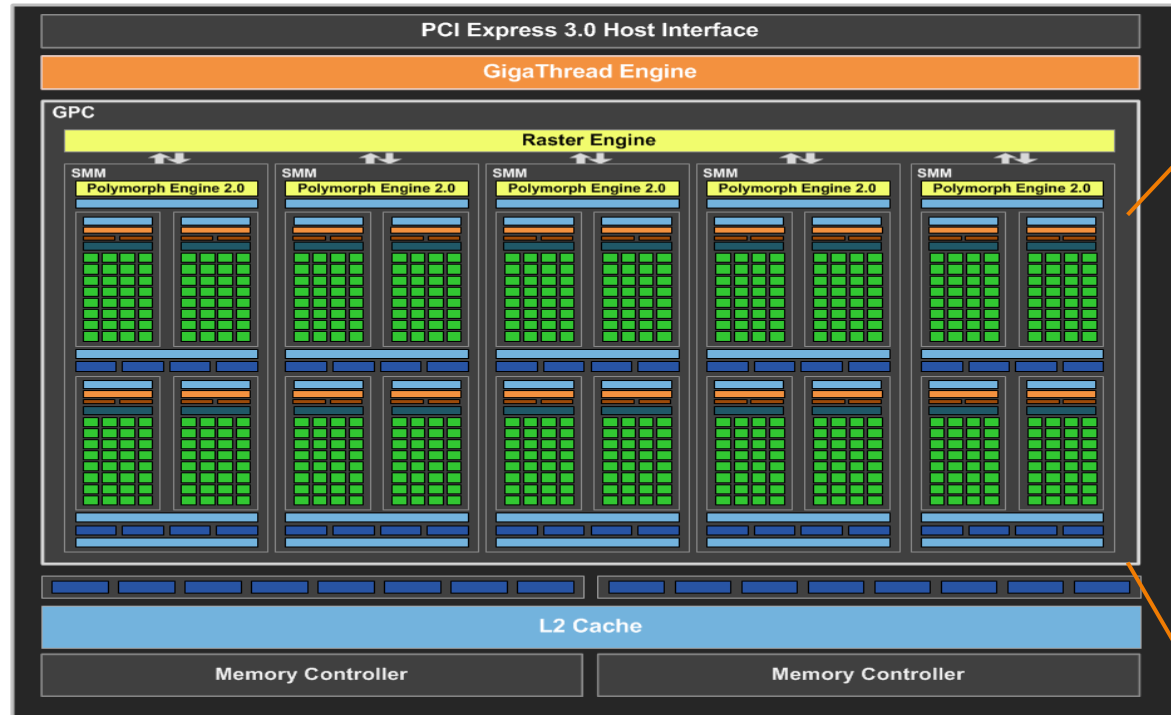 PCI Express 3.0 Host Interface
GigaThread Engine
GPC
Raster Engine
SMM SMM SMM SMM SMM
Polymorph Engine 2.0 Polymorph Engine 2.0 Polymorph Engine 2.0 Polymorph Engine 2.0 Polymorph Engine 2.0
L2 Cache
Memory Controller Memory Controller